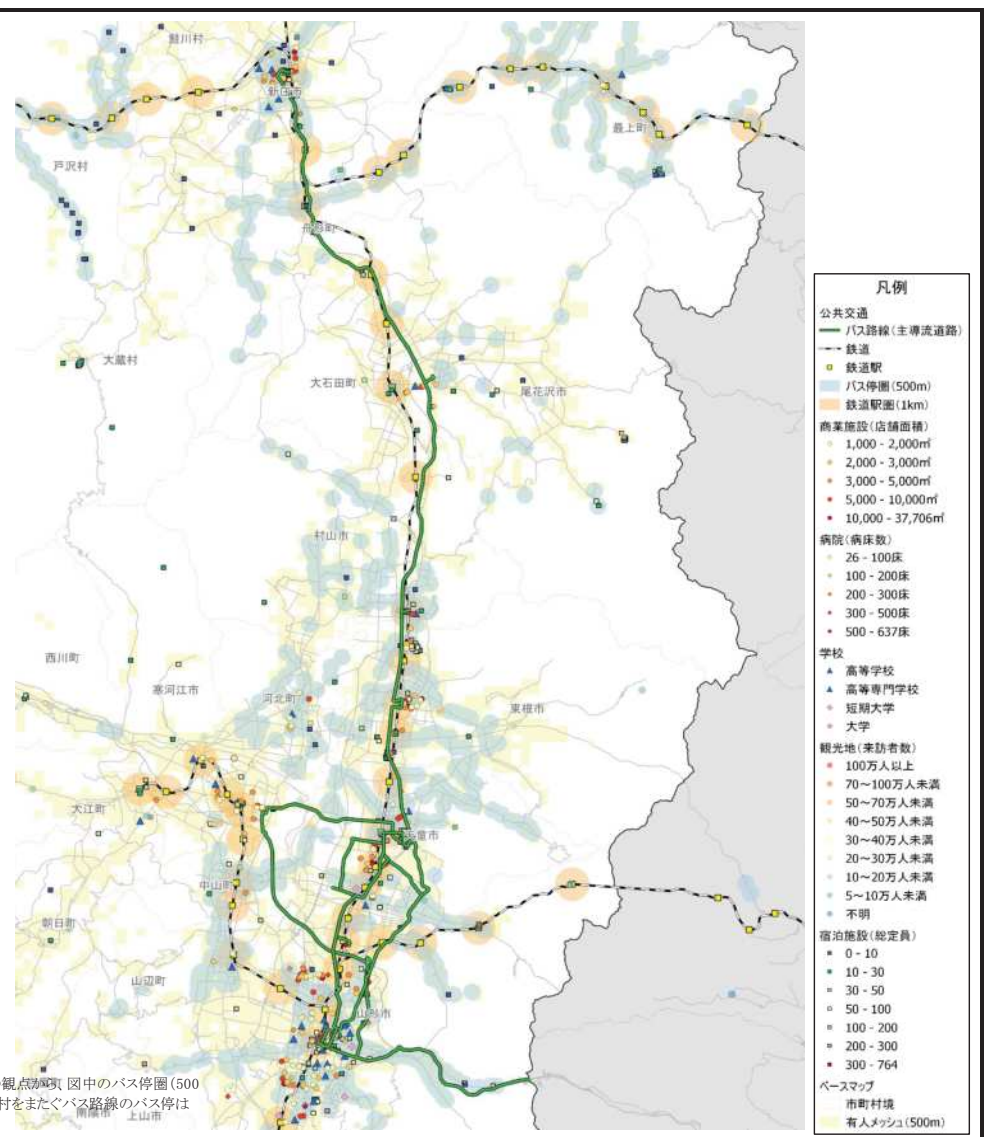 鮭川村
新庄市
最上町
戸沢村
舟形町
大蔵村
大石田町
尾花沢市
村山市
西川町
寒河江市
河北町
東根市
大江町
天童市
中山町
朝日町
山辺町
山形市
観点から、図中のバス停圏(500
村をまたぐバス路線のバス停は
南陽市
上山市
凡例
公共交通
バス路線(主導流道路)
鉄道
鉄道駅
バス停圏(500m)
鉄道駅圏(1km)
商業施設(店舗面積)
1,000 - 2,000㎡
2,000 - 3,000㎡
3,000 - 5,000㎡
5,000 - 10,000㎡
10,000 - 37,706㎡
病院(病床数)
26 - 100床
100 - 200床
200 - 300床
300 - 500床
500 - 637床
学校
高等学校
高等専門学校
短期大学
大学
観光地(来訪者数)
100万人以上
70～100万人未満
50～70万人未満
40～50万人未満
30～40万人未満
20～30万人未満
10～20万人未満
5～10万人未満
不明
宿泊施設(総定員)
0 - 10
10 - 30
30 - 50
50 - 100
100 - 200
200 - 300
300 - 764
ベースマップ
市町村境
有人メッシュ(500m)